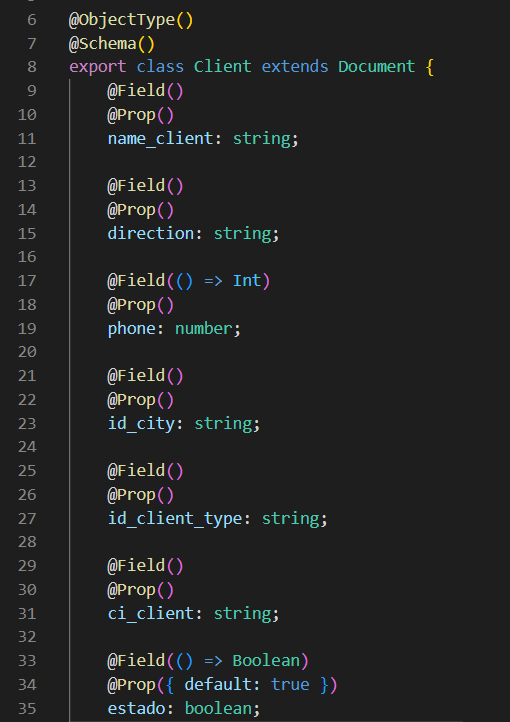 6 @ObjectType()
7 @Schema()
8 export class Client extends Document {
9     @Field()
10     @Prop()
11     name_client: string;
12
13     @Field()
14     @Prop()
15     direction: string;
16
17     @Field(() => Int)
18     @Prop()
19     phone: number;
20
21     @Field()
22     @Prop()
23     id_city: string;
24
25     @Field()
26     @Prop()
27     id_client_type: string;
28
29     @Field()
30     @Prop()
31     ci_client: string;
32
33     @Field(() => Boolean)
34     @Prop({ default: true })
35     estado: boolean;